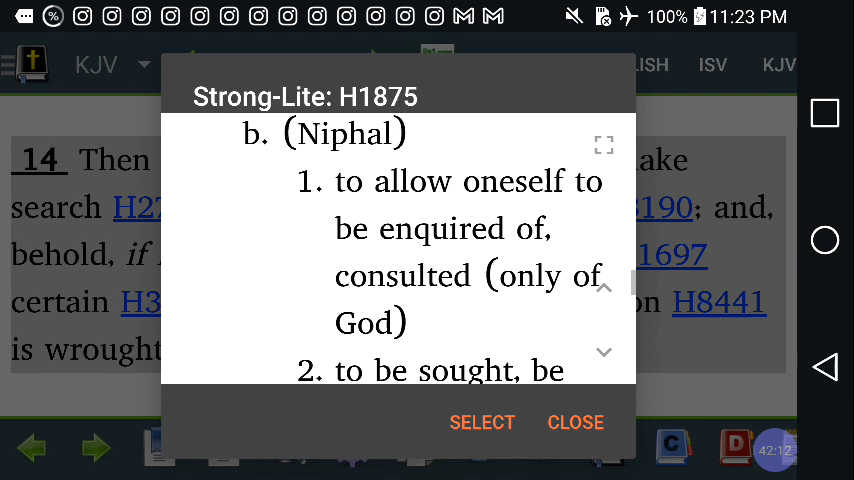 100% 11:23 PM
KJV LISH ISV KJV
Strong-Lite: H1875
b. (Niphal)
1. to allow oneself to
be enquired of,
consulted (only of
God)
2. to be sought, be
SELECT CLOSE
14 Then ake
search H27 3190; and,
behold, if 1697
certain H3 on H8441
is wrought
C D 42:12